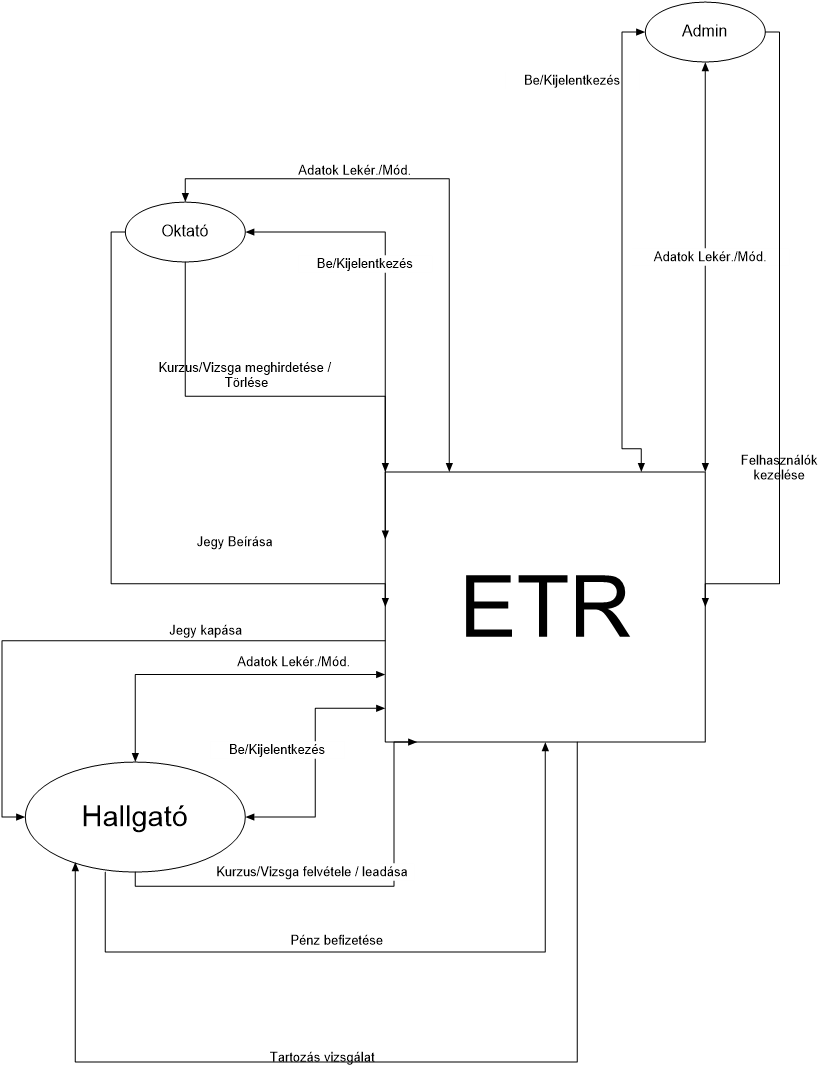 Admin
Be/Kijelentkezés
Adatok Lekér./Mód.
Oktató
Adatok Lekér./Mód.
Be/Kijelentkezés
Kurzus/Vizsga meghirdetése /
Törlése
Felhasználók
kezelése
Jegy Beírása
ETR
Jegy kapása
Adatok Lekér./Mód.
Be/Kijelentkezés
Hallgató
Kurzus/Vizsga felvétele / leadása
Pénz befizetése
Tartozás vizsgálat